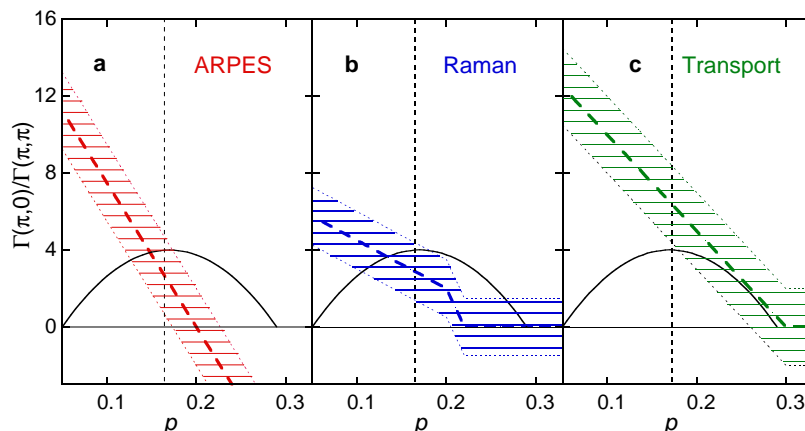 16
12
8
4
0
Γ(π,0)/Γ(π,π)
a ARPES
b Raman
c Transport
0.1 0.2 0.3 0.1 0.2 0.3 0.1 0.2 0.3
p p p